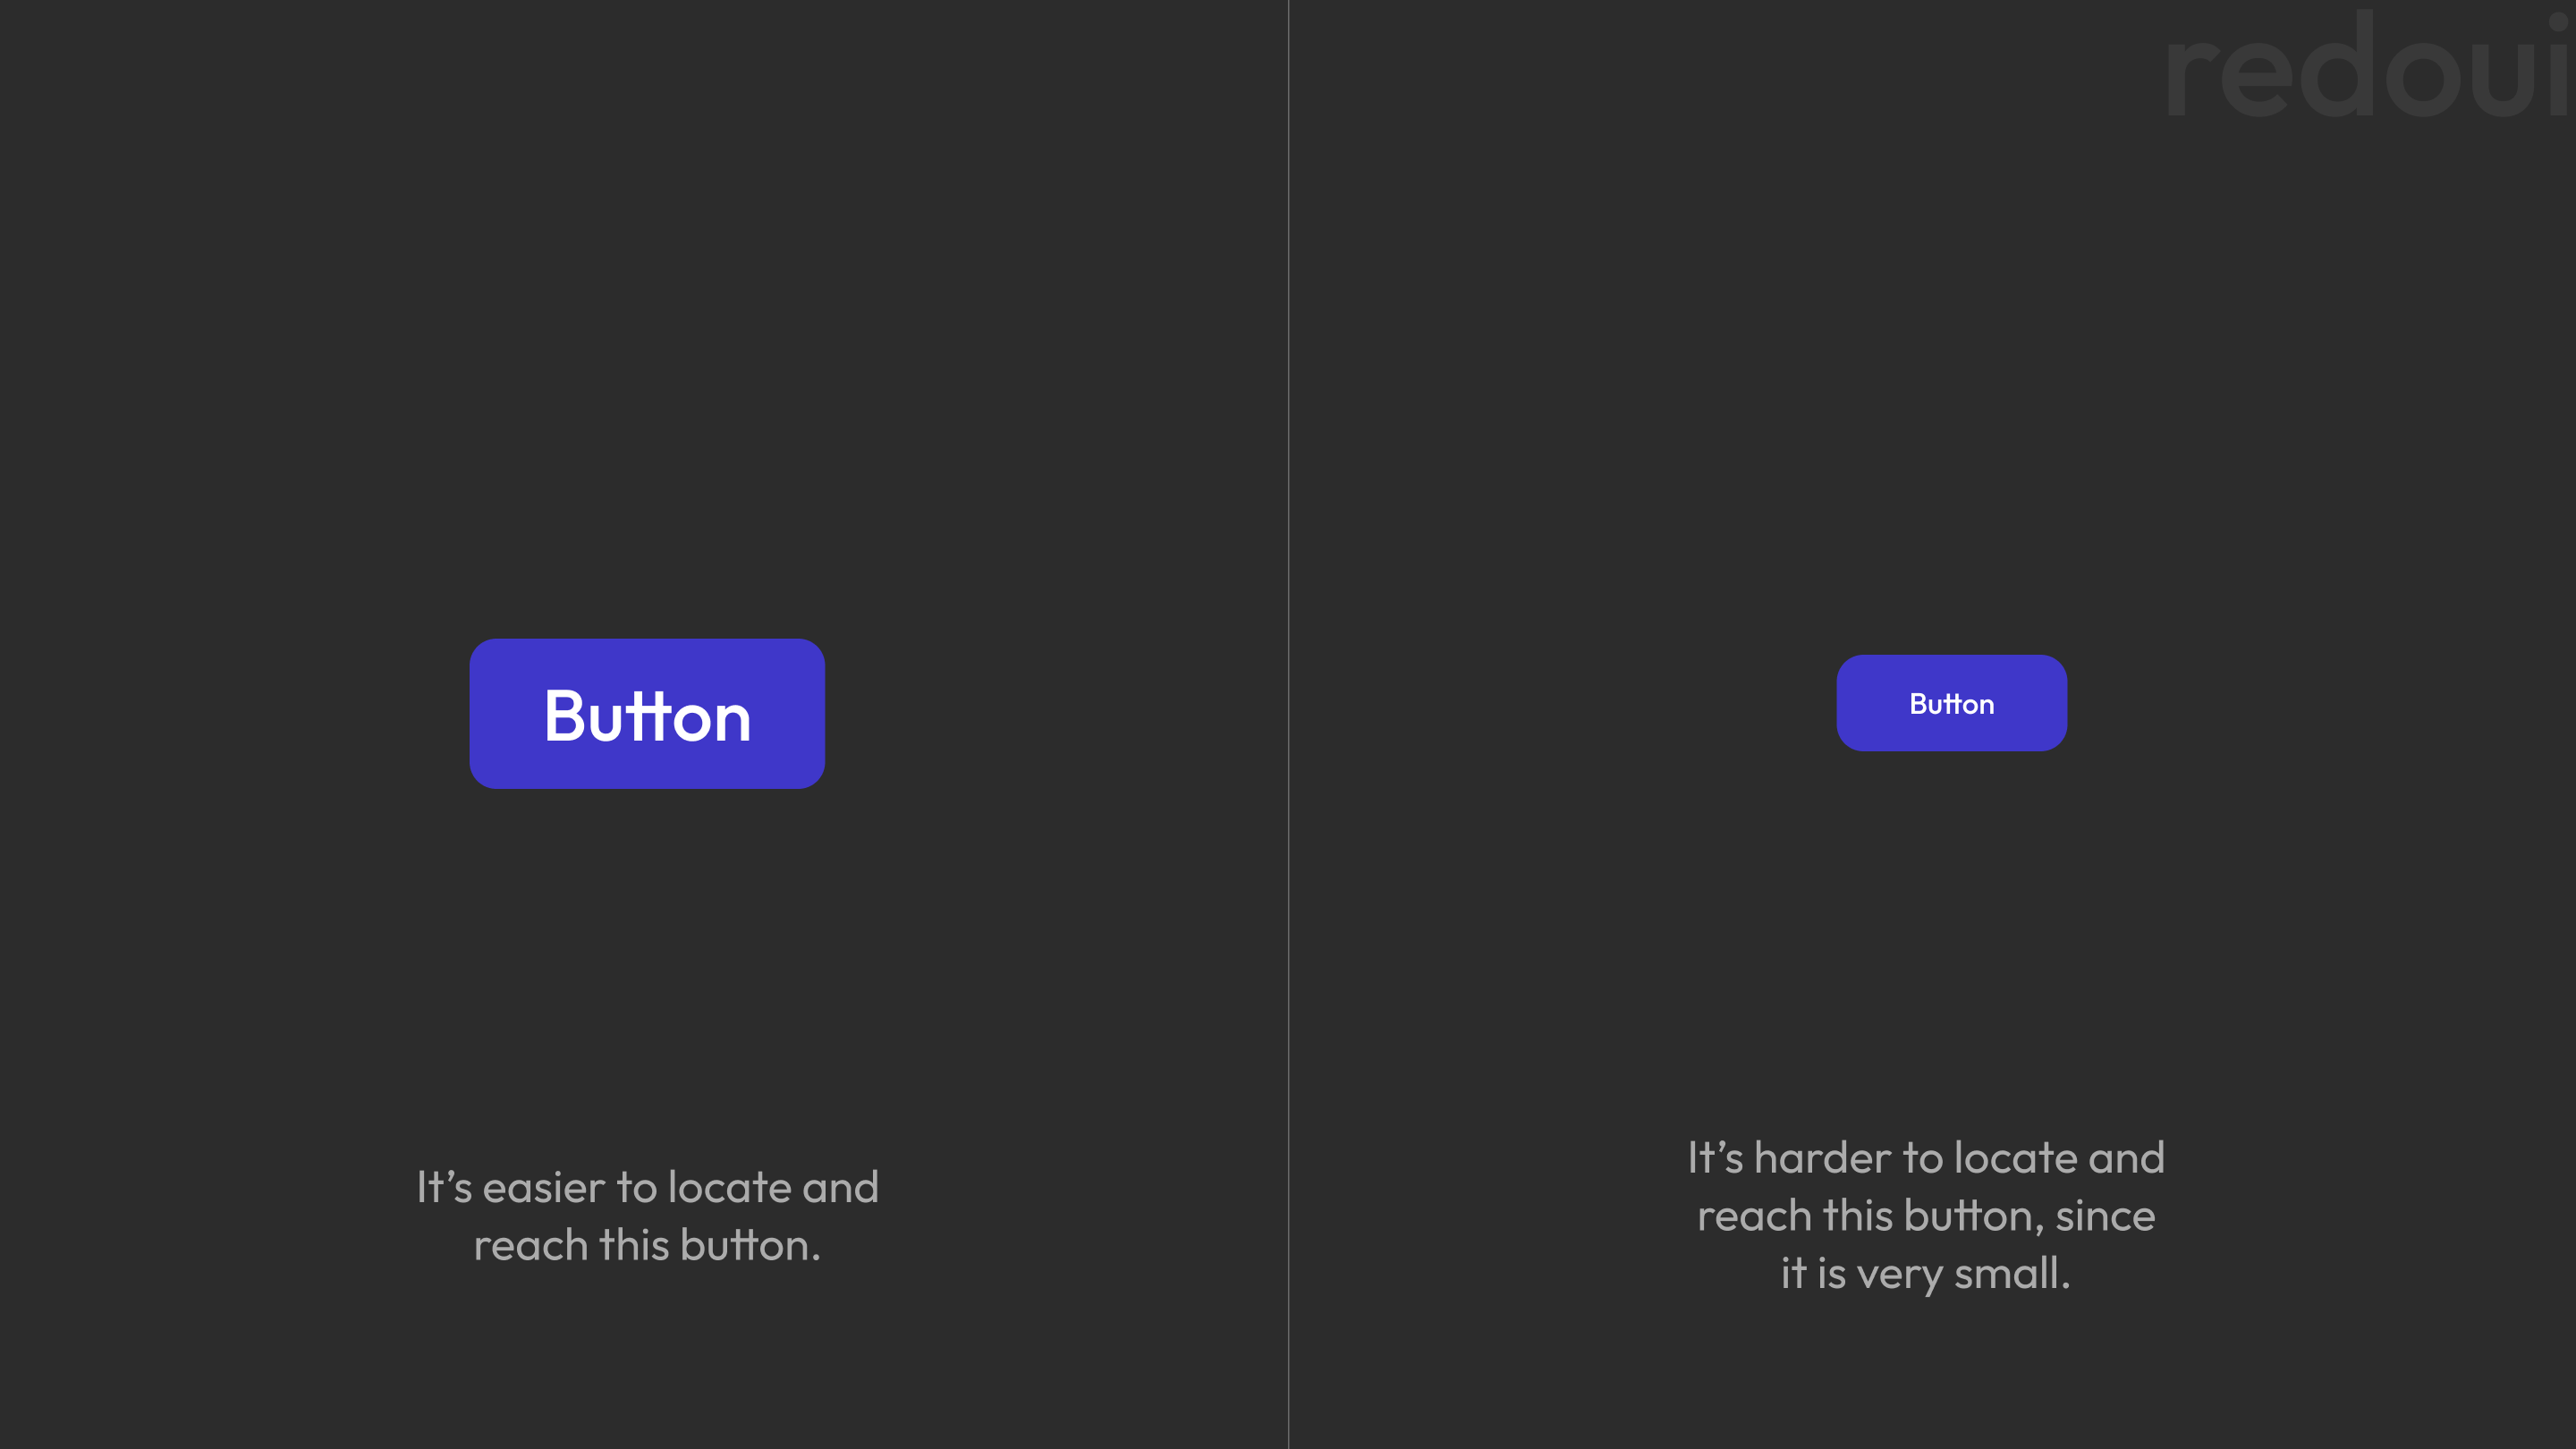 redoui
Button
Button
It’s easier to locate and
reach this button.
It’s harder to locate and
reach this button, since
it is very small.